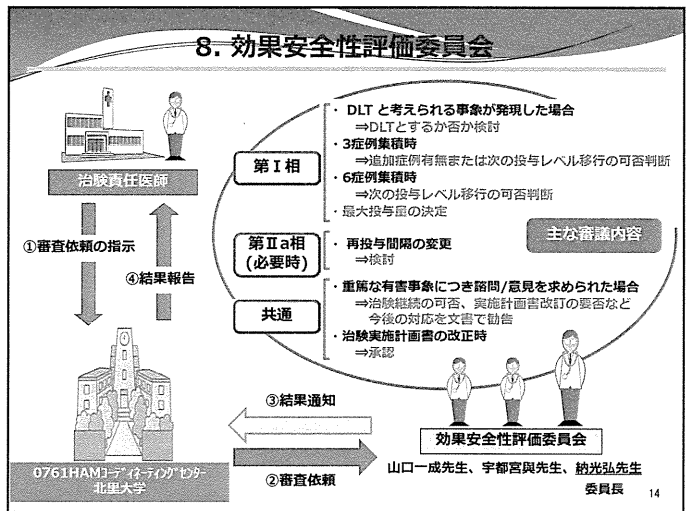 8. 効果安全性評価委員会
治験責任医師
①審査依頼の指示
④結果報告
0761HAMコーディネーティングセンター
北里大学
③結果通知
②審査依頼
第Ⅰ相
・ DLT と考えられる事象が発現した場合
⇒DLTとするか否か検討
・3症例集積時
⇒追加症例有無または次の投与レベル移行の可否判断
・6症例集積時
⇒次の投与レベル移行の可否判断
・最大投与量の決定
第Ⅱa相
(必要時)
・ 再投与間隔の変更
⇒検討
主な審議内容
共通
・ 重篤な有害事象につき諮問/意見を求められた場合
⇒治験継続の可否、実施計画書改訂の要否など
今後の対応を文書で勧告
・治験実施計画書の改正時
⇒承認
効果安全性評価委員会
山口一成先生、宇都宮與先生、納光弘先生
委員長
14